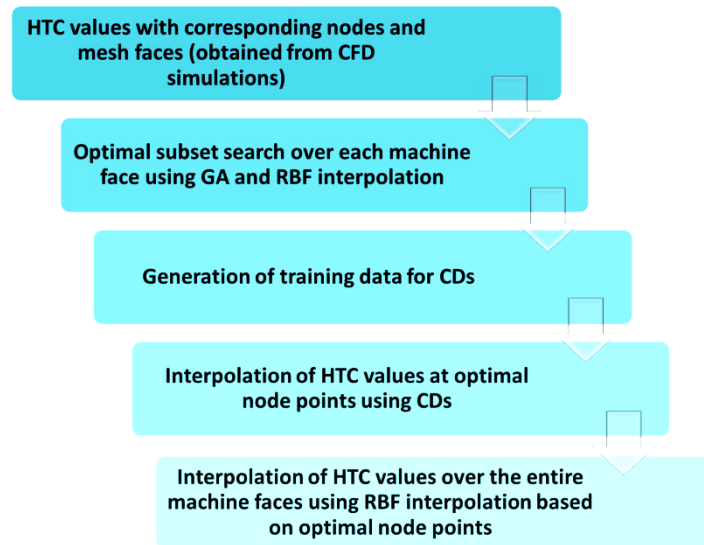 HTC values with corresponding nodes and
mesh faces (obtained from CFD
simulations)
Optimal subset search over each machine
face using GA and RBF interpolation
Generation of training data for CDs
Interpolation of HTC values at optimal
node points using CDs
Interpolation of HTC values over the entire
machine faces using RBF interpolation based
on optimal node points